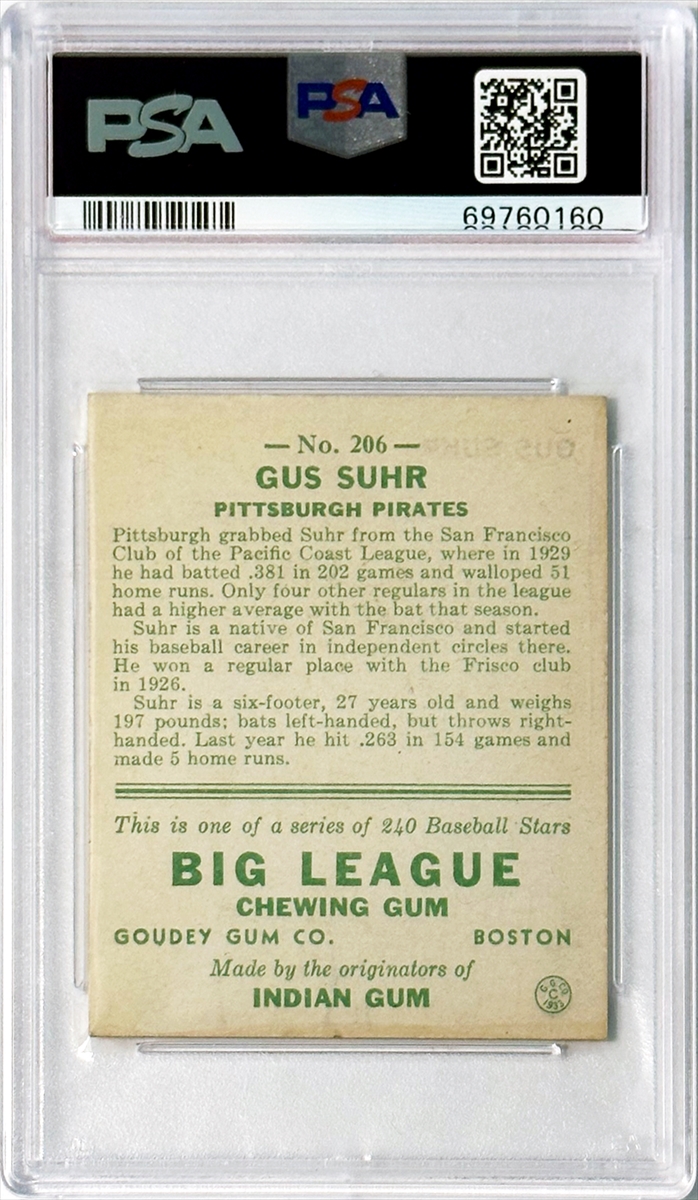 PSA
PSA
69760160
— No. 206 —
GUS SUHR
PITTSBURGH PIRATES
Pittsburgh grabbed Suhr from the San Francisco
Club of the Pacific Coast League, where in 1929
he had batted .381 in 202 games and walloped 51
home runs. Only four other regulars in the league
had a higher average with the bat that season.
Suhr is a native of San Francisco and started
his baseball career in independent circles there.
He won a regular place with the Frisco club
in 1926.
Suhr is a six-footer, 27 years old and weighs
197 pounds; bats left-handed, but throws right-
handed. Last year he hit .263 in 154 games and
made 5 home runs.
This is one of a series of 240 Baseball Stars
BIG LEAGUE
CHEWING GUM
GOUDEY GUM CO. BOSTON
Made by the originators of
INDIAN GUM
G. G. CO.
C
1933